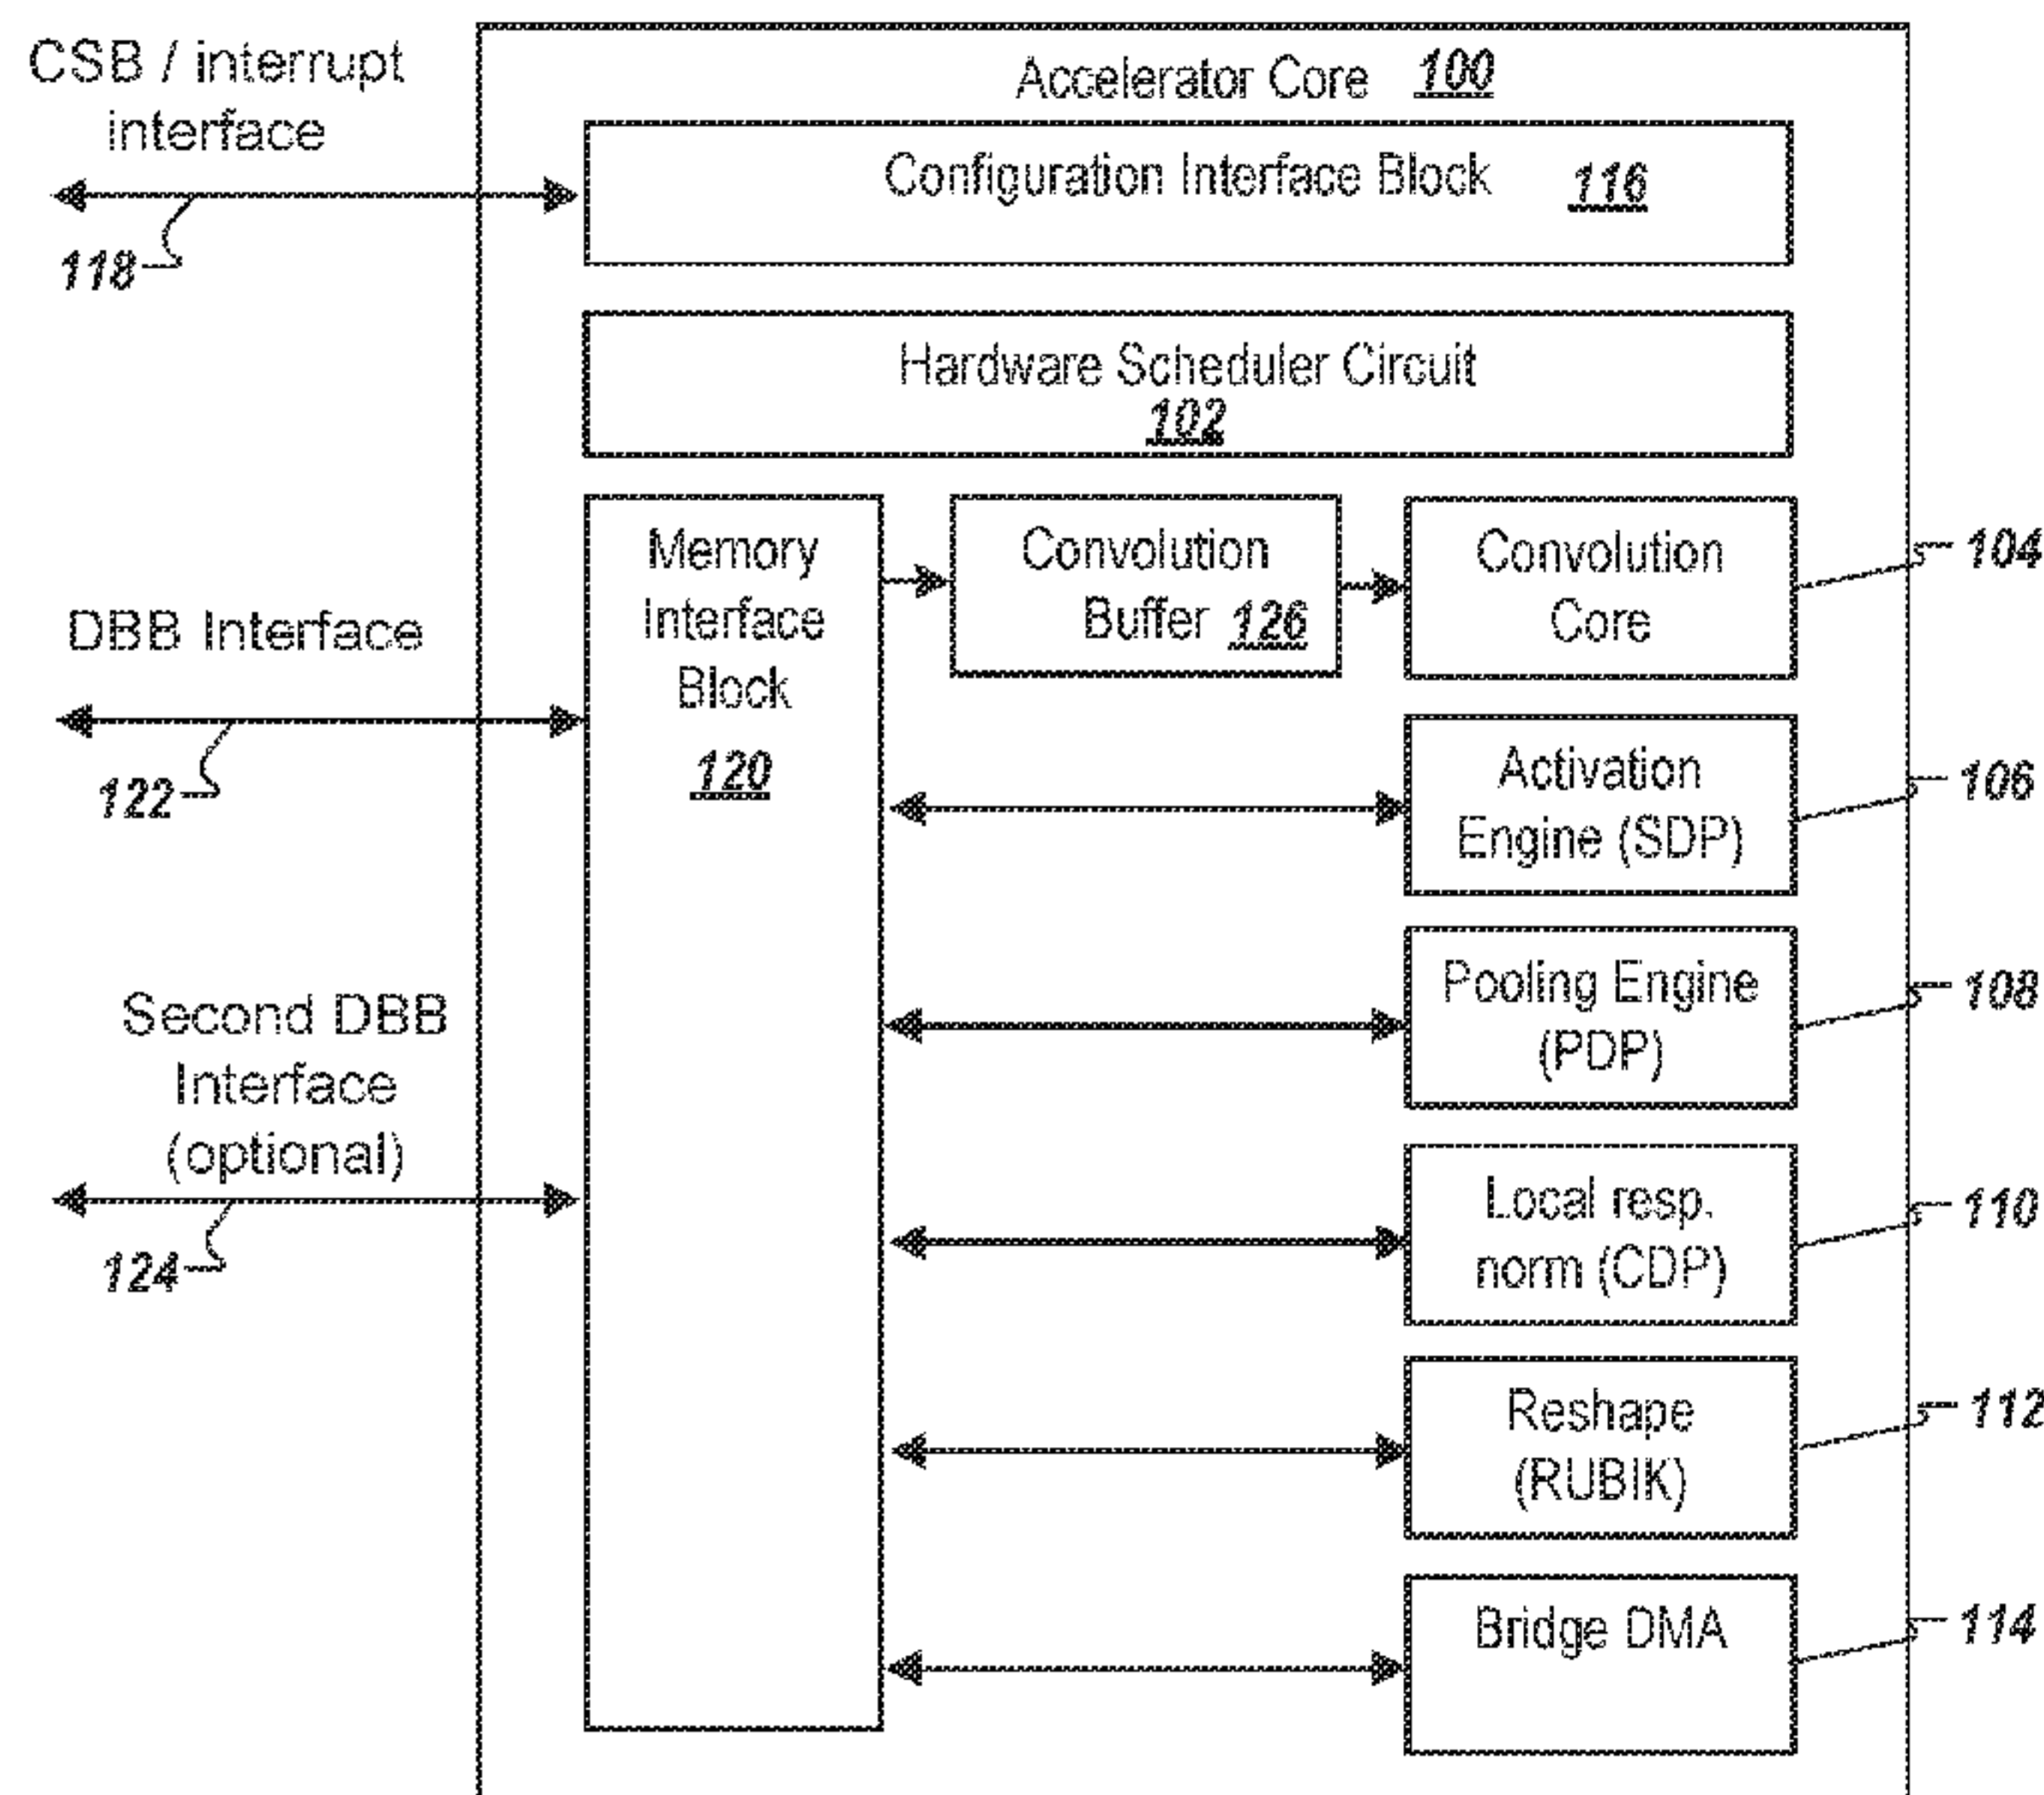 CSB / interrupt
interface
118
Accelerator Core 100
Configuration Interface Block 116
Hardware Scheduler Circuit
102
DBB Interface
122
Second DBB
Interface
(optional)
124
Memory
Interface
Block
120
Convolution
Buffer 126
Convolution
Core
104
Activation
Engine (SDP)
106
Pooling Engine
(PDP)
108
Local resp.
norm (CDP)
110
Reshape
(RUBIK)
112
Bridge DMA
114